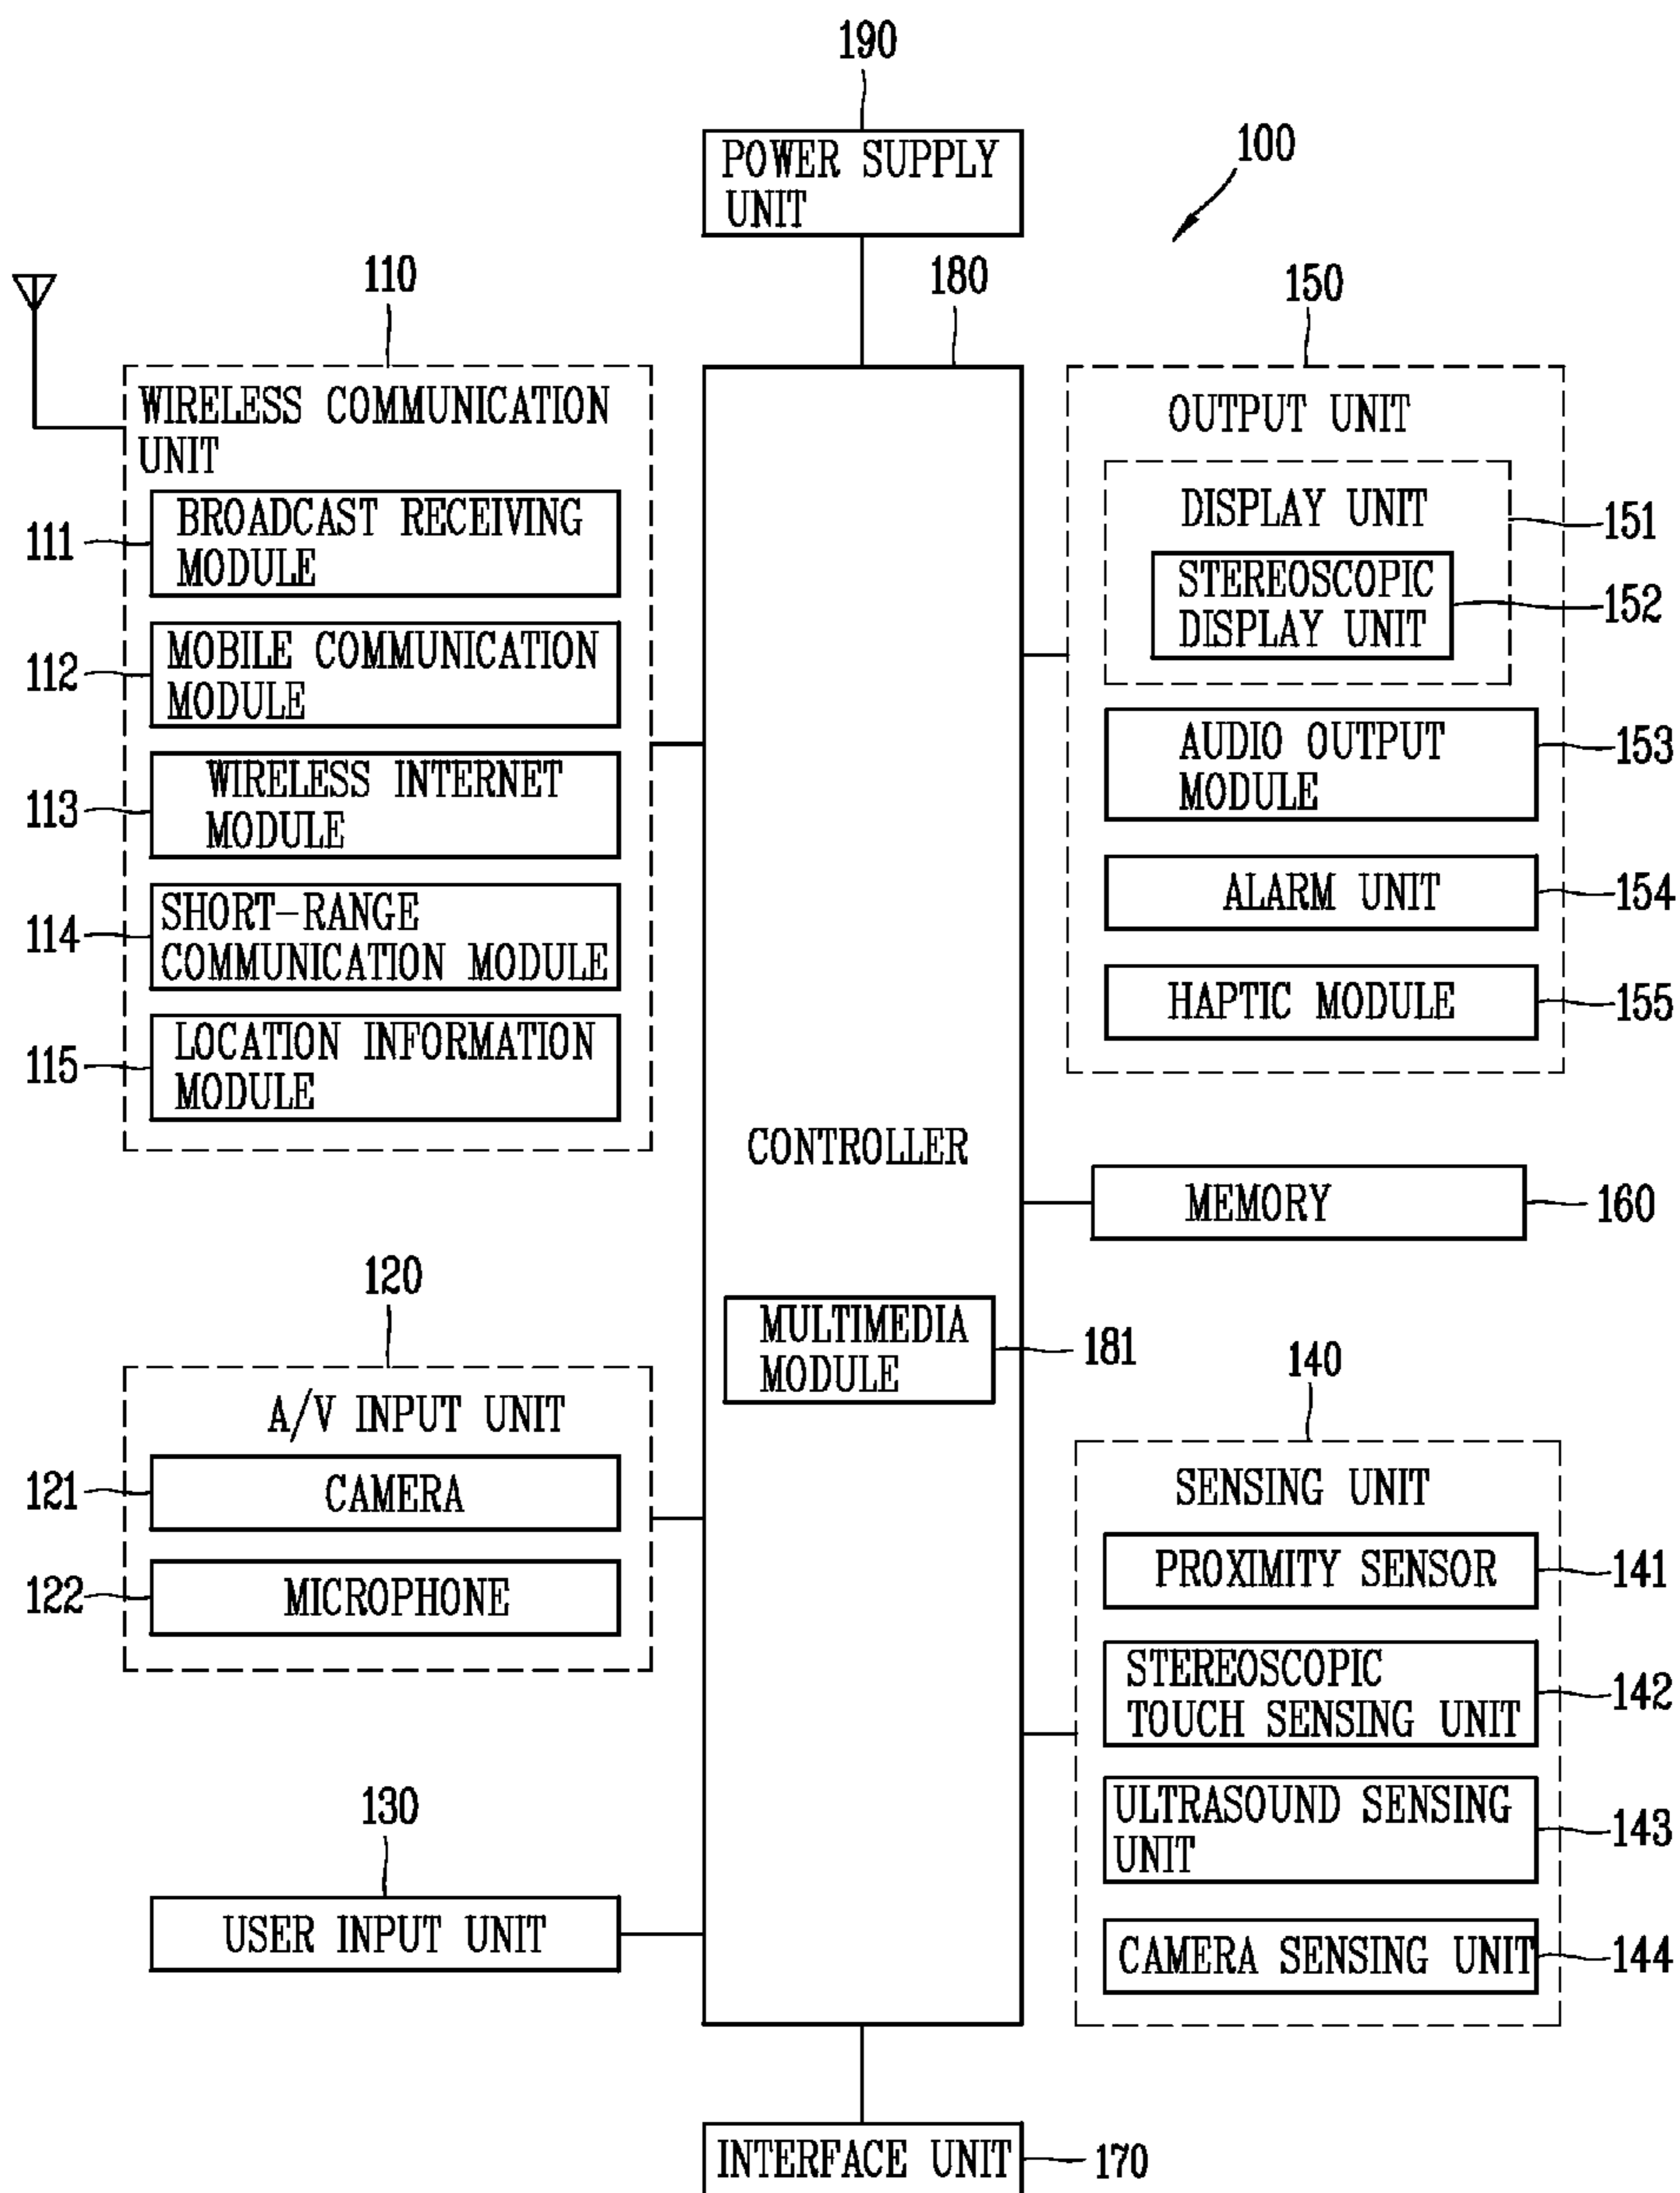 190
POWER SUPPLY
UNIT
100
110
180
150
WIRELESS COMMUNICATION
UNIT
111
BROADCAST RECEIVING
MODULE
112
MOBILE COMMUNICATION
MODULE
113
WIRELESS INTERNET
MODULE
114
SHORT-RANGE
COMMUNICATION MODULE
115
LOCATION INFORMATION
MODULE
OUTPUT UNIT
DISPLAY UNIT
151
STEREOSCOPIC
DISPLAY UNIT
152
AUDIO OUTPUT
MODULE
153
ALARM UNIT
154
HAPTIC MODULE
155
CONTROLLER
MEMORY
160
MULTIMEDIA
MODULE
181
120
A/V INPUT UNIT
121
CAMERA
122
MICROPHONE
140
SENSING UNIT
PROXIMITY SENSOR
141
STEREOSCOPIC
TOUCH SENSING UNIT
142
ULTRASOUND SENSING
UNIT
143
CAMERA SENSING UNIT
144
130
USER INPUT UNIT
INTERFACE UNIT
170